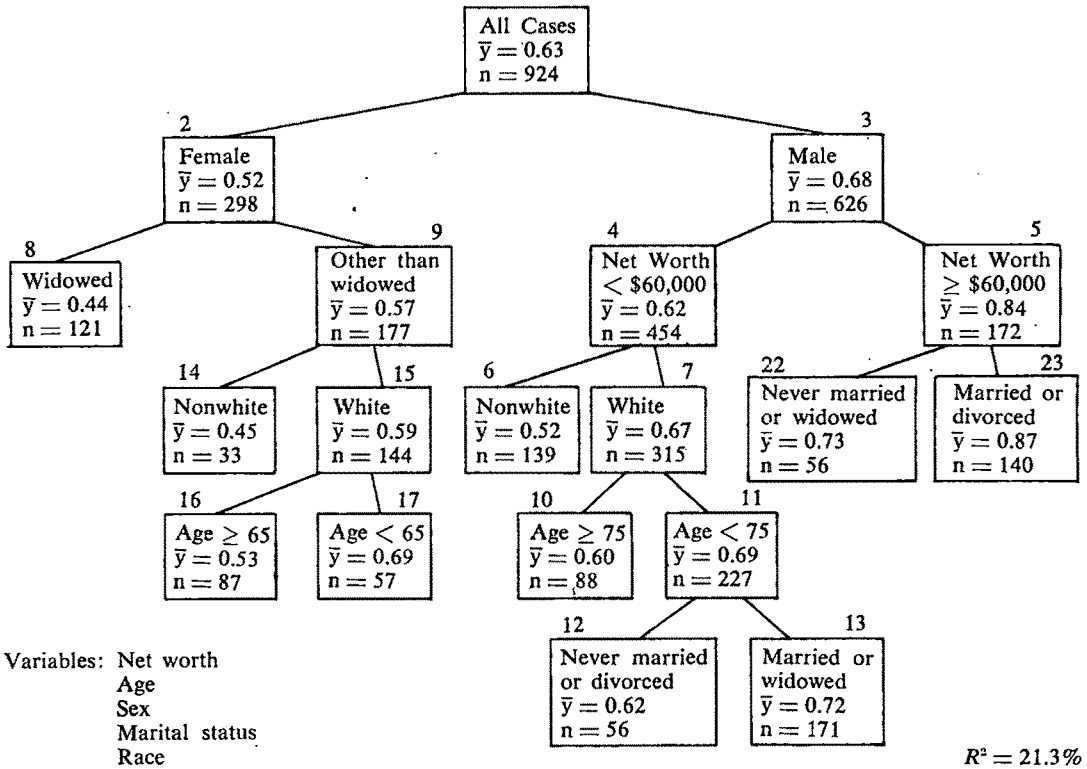 All Cases
ȳ = 0.63
n = 924
2
Female
ȳ = 0.52
n = 298
3
Male
ȳ = 0.68
n = 626
8
Widowed
ȳ = 0.44
n = 121
9
Other than
widowed
ȳ = 0.57
n = 177
4
Net Worth
< $60,000
ȳ = 0.62
n = 454
5
Net Worth
≥ $60,000
ȳ = 0.84
n = 172
14
Nonwhite
ȳ = 0.45
n = 33
15
White
ȳ = 0.59
n = 144
6
Nonwhite
ȳ = 0.52
n = 139
7
White
ȳ = 0.67
n = 315
22
Never married
or widowed
ȳ = 0.73
n = 56
23
Married or
divorced
ȳ = 0.87
n = 140
16
Age ≥ 65
ȳ = 0.53
n = 87
17
Age < 65
ȳ = 0.69
n = 57
10
Age ≥ 75
ȳ = 0.60
n = 88
11
Age < 75
ȳ = 0.69
n = 227
12
Never married
or divorced
ȳ = 0.62
n = 56
13
Married or
widowed
ȳ = 0.72
n = 171
Variables: Net worth
Age
Sex
Marital status
Race
R² = 21.3%